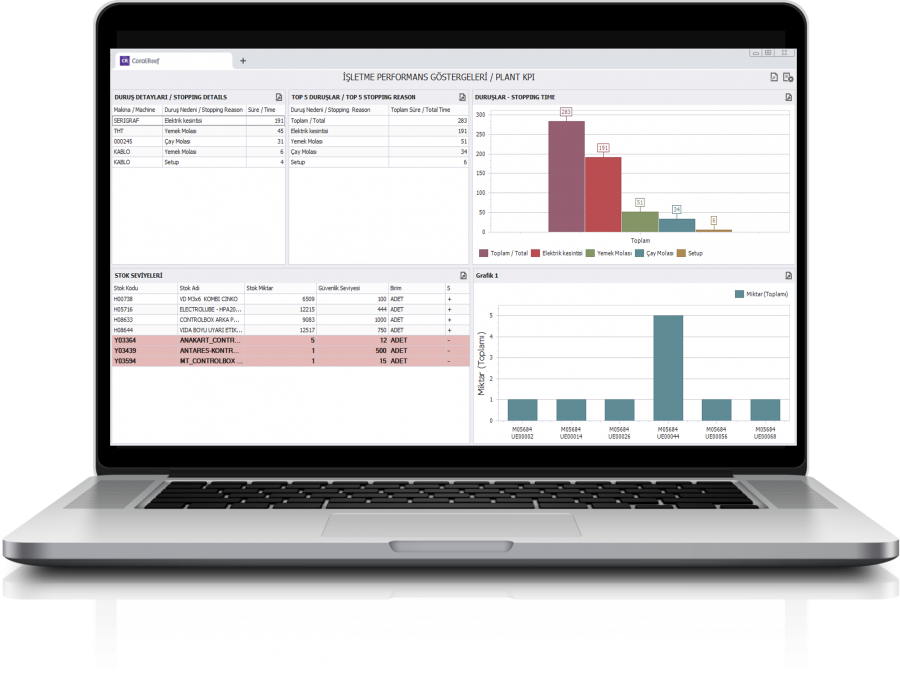 CR CoralReef +
İŞLETME PERFORMANS GÖSTERGELERİ / PLANT KPI
DURUŞ DETAYLARI / STOPPING DETAILS
Makina / Machine Duruş Nedeni / Stopping Reason Süre / Time
SERIGRAF Elektrik kesintisi 191
THT Yemek Molası 45
000245 Çay Molası 31
KABLO Yemek Molası 6
KABLO Setup 4
TOP 5 DURUŞLAR / TOP 5 STOPPING REASON
Duruş Nedeni / Stopping Reason Toplam Süre / Total Time
Toplam / Total 283
Elektrik kesintisi 191
Yemek Molası 51
Çay Molası 34
Setup 6
DURUŞLAR - STOPPING TIME
300
250
200
150
100
50
0
283
191
51
34
6
Toplam
Toplam / Total Elektrik kesintisi Yemek Molası Çay Molası Setup
STOK SEVİYELERİ
Stok Kodu Stok Adı Stok Miktar Güvenlik Seviyesi Birim S
H00738 VD M3x6 KOMBI CINKO 6509 100 ADET +
H05716 ELECTROLUBE - HPA20... 12215 444 ADET +
H08633 CONTROLBOX ARKA P... 9083 1000 ADET +
H08644 VIDA BOYU UYARI ETIK... 12517 750 ADET +
Y03364 ANAKART_CONTR... 5 12 ADET -
Y03439 ANTARES-KONTR... 1 500 ADET -
Y03594 MT_CONTROLBOX ... 1 15 ADET -
Grafik 1
Miktar (Toplamı)
Miktar (Toplamı)
5
4
3
2
1
0
M05684 M05684 M05684 M05684 M05684 M05684
UE00002 UE00014 UE00026 UE00044 UE00056 UE00068